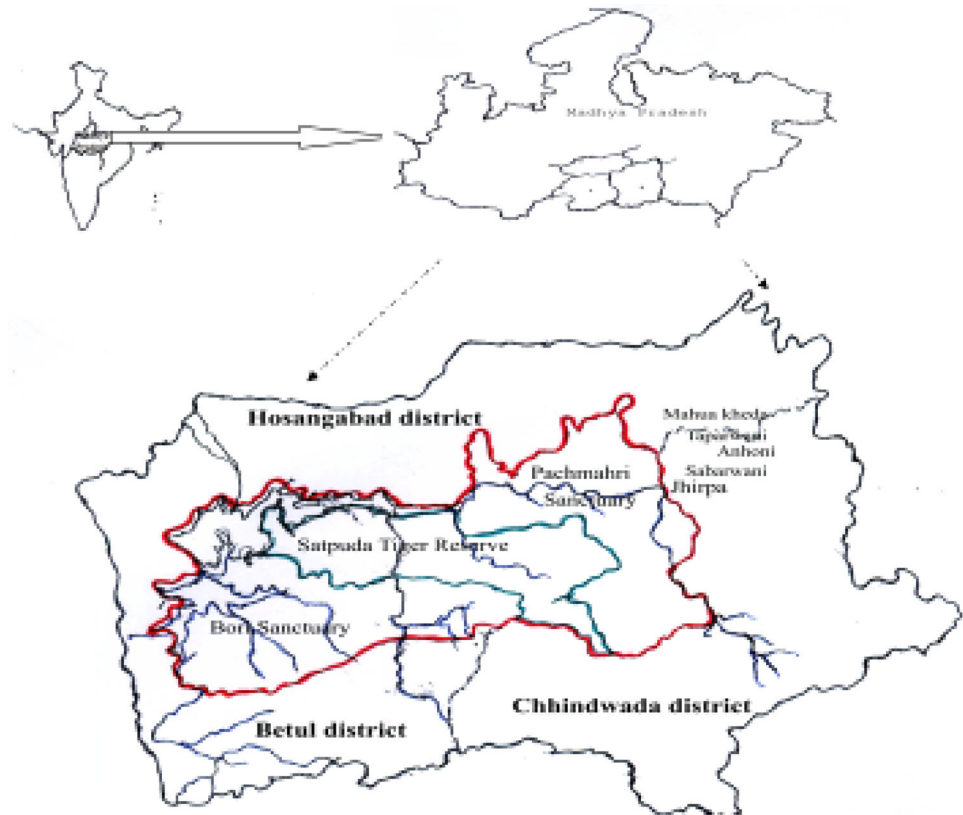 Madhya Pradesh
Hosangabad district
Mahua kheda
Anhoni
Pachmahri
Sabarwani
Jhirpa
Sanctuary
Satpuda Tiger Reserve
Bori Sanctuary
Chhindwada district
Betul district